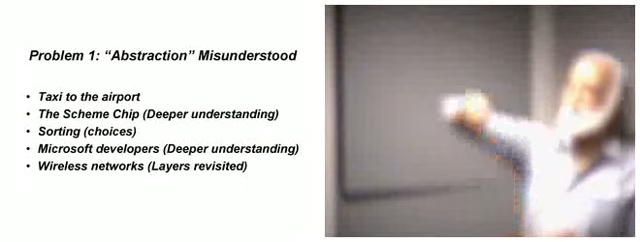 Problem 1: “Abstraction” Misunderstood
• Taxi to the airport
• The Scheme Chip (Deeper understanding)
• Sorting (choices)
• Microsoft developers (Deeper understanding)
• Wireless networks (Layers revisited)